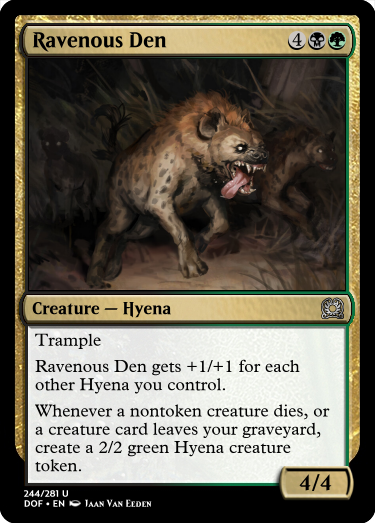 Ravenous Den 4
Creature — Hyena
Trample
Ravenous Den gets +1/+1 for each
other Hyena you control.
Whenever a nontoken creature dies, or
a creature card leaves your graveyard,
create a 2/2 green Hyena creature
token.
4/4
244/281 U
DOF • EN Jaan Van Eeden